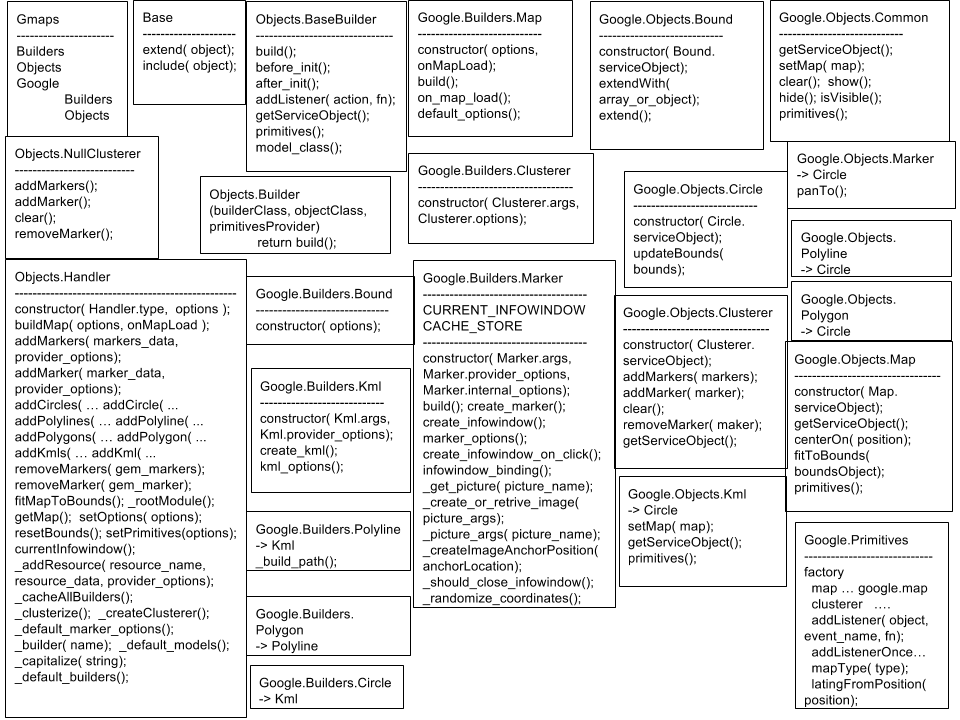 Gmaps
----------------------
Builders
Objects
Google
Builders
Objects
Base
---------------------
extend( object);
include( object);
Objects.BaseBuilder
-------------------------------
build();
before_init();
after_init();
addListener( action, fn);
getServiceObject();
primitives();
model_class();
Google.Builders.Map
----------------------------
constructor( options,
onMapLoad);
build();
on_map_load();
default_options();
Google.Objects.Bound
----------------------------
constructor( Bound.
serviceObject);
extendWith(
array_or_object);
extend();
Google.Objects.Common
----------------------------
getServiceObject();
setMap( map);
clear();  show();
hide(); isVisible();
primitives();
Objects.NullClusterer
---------------------------
addMarkers();
addMarker();
clear();
removeMarker();
Objects.Builder
(builderClass, objectClass,
primitivesProvider)
return build();
Google.Builders.Clusterer
-----------------------------------
constructor( Clusterer.args,
Clusterer.options);
Google.Objects.Circle
----------------------------
constructor( Circle.
serviceObject);
updateBounds(
bounds);
Google.Objects.Marker
-> Circle
panTo();
Google.Objects.
Polyline
-> Circle
Google.Objects.
Polygon
-> Circle
Objects.Handler
--------------------------------------------------
constructor( Handler.type,  options );
buildMap( options, onMapLoad );
addMarkers( markers_data,
provider_options);
addMarker( marker_data,
provider_options);
addCircles( … addCircle( ...
addPolylines( … addPolyline( ...
addPolygons( … addPolygon( ...
addKmls( … addKml( ...
removeMarkers( gem_markers);
removeMarker( gem_marker);
fitMapToBounds();  _rootModule();
getMap();  setOptions( options);
resetBounds(); setPrimitives(options);
currentInfowindow();
_addResource( resource_name,
resource_data, provider_options);
_cacheAllBuilders();
_clusterize();  _createClusterer();
_default_marker_options();
_builder( name);  _default_models();
_capitalize( string);
_default_builders();
Google.Builders.Bound
------------------------------
constructor( options);
Google.Builders.Kml
----------------------------
constructor( Kml.args,
Kml.provider_options);
create_kml();
kml_options();
Google.Builders.Polyline
-> Kml
_build_path();
Google.Builders.
Polygon
-> Polyline
Google.Builders.Circle
-> Kml
Google.Builders.Marker
-------------------------------------
CURRENT_INFOWINDOW
CACHE_STORE
-------------------------------------
constructor( Marker.args,
Marker.provider_options,
Marker.internal_options);
build();  create_marker();
create_infowindow();
marker_options();
create_infowindow_on_click();
infowindow_binding();
_get_picture( picture_name);
_create_or_retrive_image(
picture_args);
_picture_args( picture_name);
_createImageAnchorPosition(
anchorLocation);
_should_close_infowindow();
_randomize_coordinates();
Google.Objects.Clusterer
---------------------------------
constructor( Clusterer.
serviceObject);
addMarkers( markers);
addMarker( marker);
clear();
removeMarker( maker);
getServiceObject();
Google.Objects.Kml
-> Circle
setMap( map);
getServiceObject();
primitives();
Google.Objects.Map
---------------------------------
constructor( Map.
serviceObject);
getServiceObject();
centerOn( position);
fitToBounds(
boundsObject);
primitives();
Google.Primitives
-----------------------------
factory
map … google.map
clusterer   ….
addListener( object,
event_name, fn);
addListenerOnce…
mapType( type);
latingFromPosition(
position);